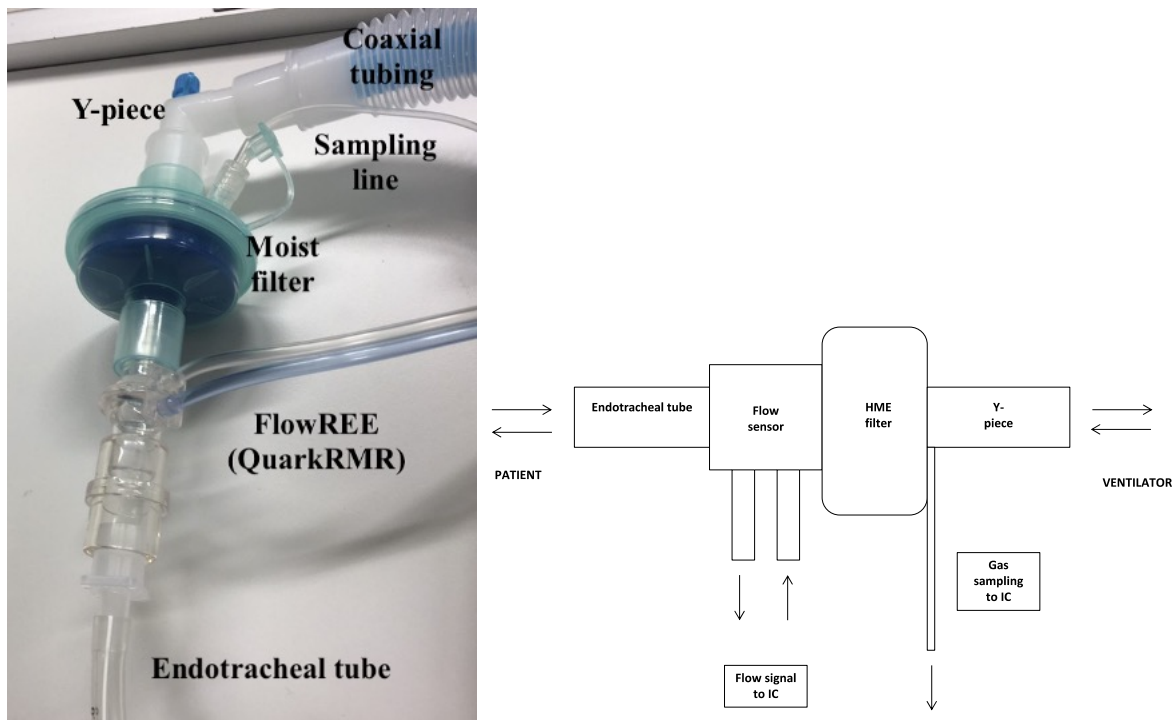 Coaxial
tubing
Y-piece
Sampling
line
Moist
filter
FlowREE
(QuarkRMR)
Endotracheal tube
Endotracheal tube
Flow
sensor
HME
filter
Y-
piece
PATIENT
VENTILATOR
Gas
sampling
to IC
Flow signal
to IC